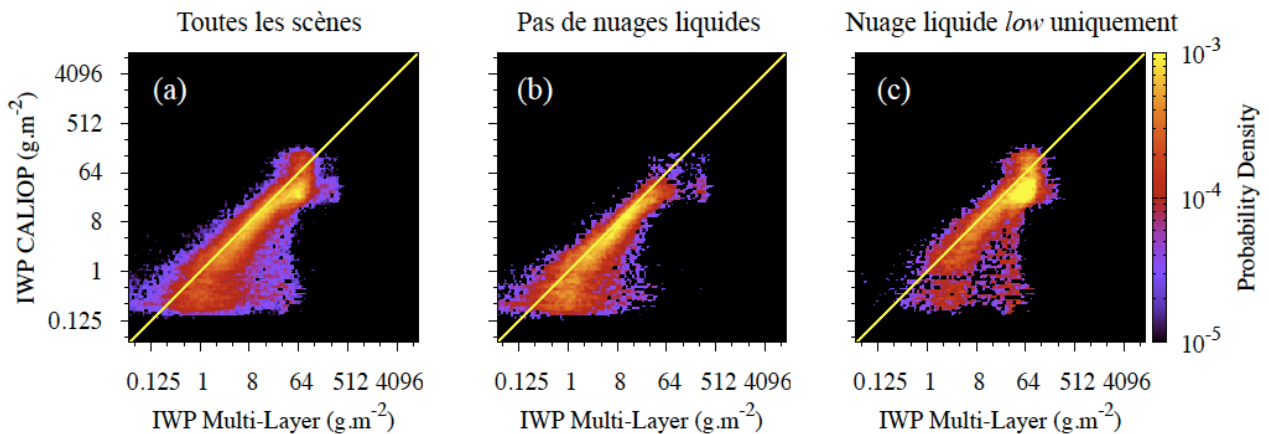 Toutes les scènes
Pas de nuages liquides
Nuage liquide low uniquement
(a)
(b)
(c)
IWP CALIOP (g.m-2)
4096
512
64
8
1
0.125
0.125 1 8 64 512 4096
0.125 1 8 64 512 4096
0.125 1 8 64 512 4096
IWP Multi-Layer (g.m-2)
IWP Multi-Layer (g.m-2)
IWP Multi-Layer (g.m-2)
10-3
10-4
10-5
Probability Density